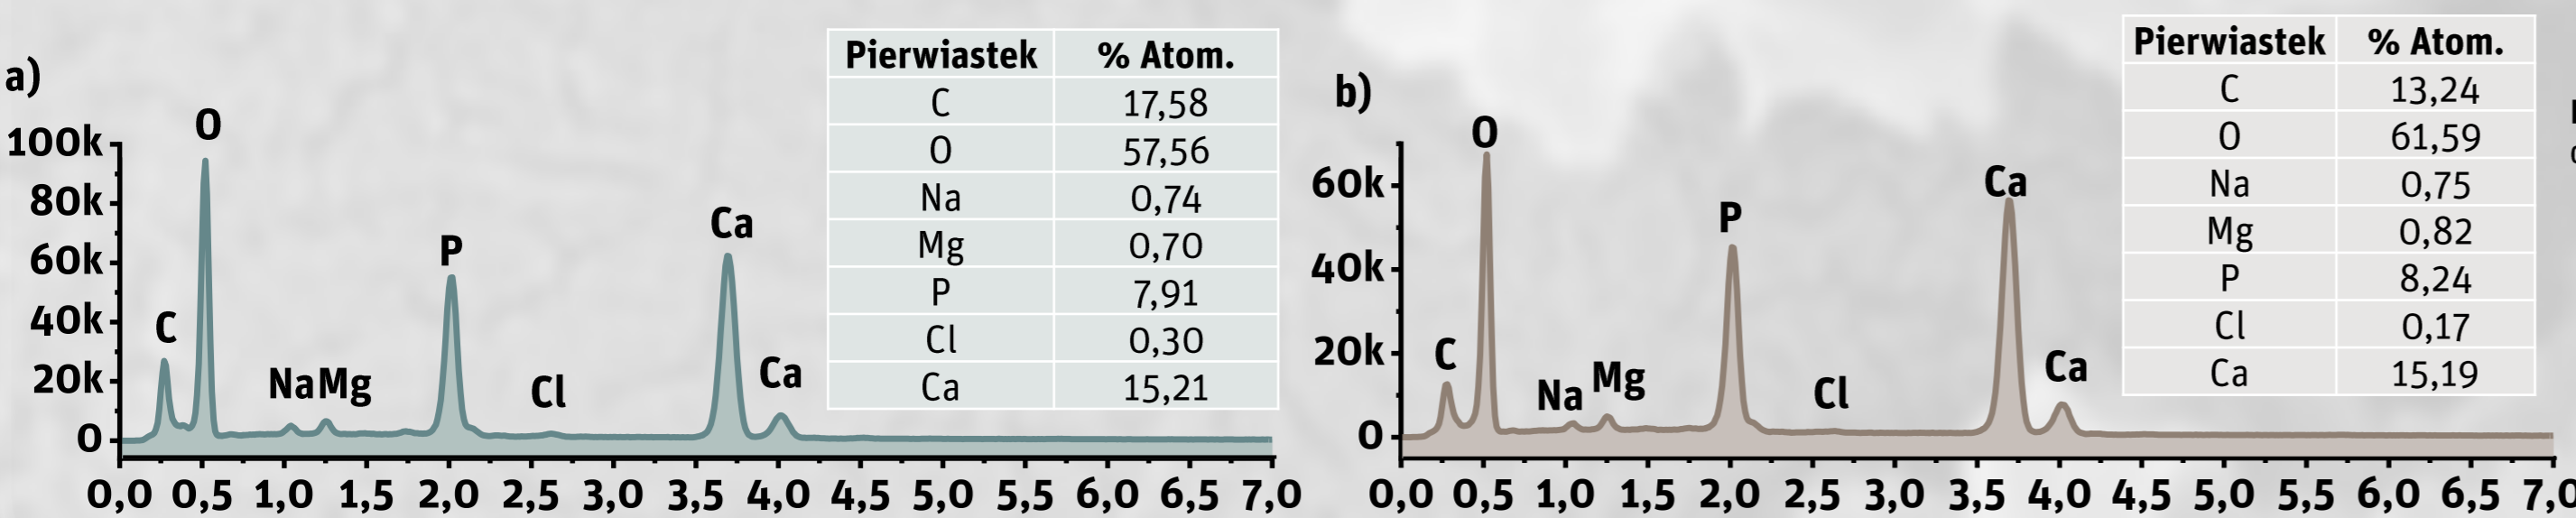 a)
Pierwiastek % Atom.
C 17,58
O 57,56
Na 0,74
Mg 0,70
P 7,91
Cl 0,30
Ca 15,21
100k
80k
60k
40k
20k
0
C O Na Mg P Cl Ca Ca
0,0 0,5 1,0 1,5 2,0 2,5 3,0 3,5 4,0 4,5 5,0 5,5 6,0 6,5 7,0
b)
Pierwiastek % Atom.
C 13,24
O 61,59
Na 0,75
Mg 0,82
P 8,24
Cl 0,17
Ca 15,19
60k
40k
20k
0
C O Na Mg P Cl Ca Ca
0,0 0,5 1,0 1,5 2,0 2,5 3,0 3,5 4,0 4,5 5,0 5,5 6,0 6,5 7,0